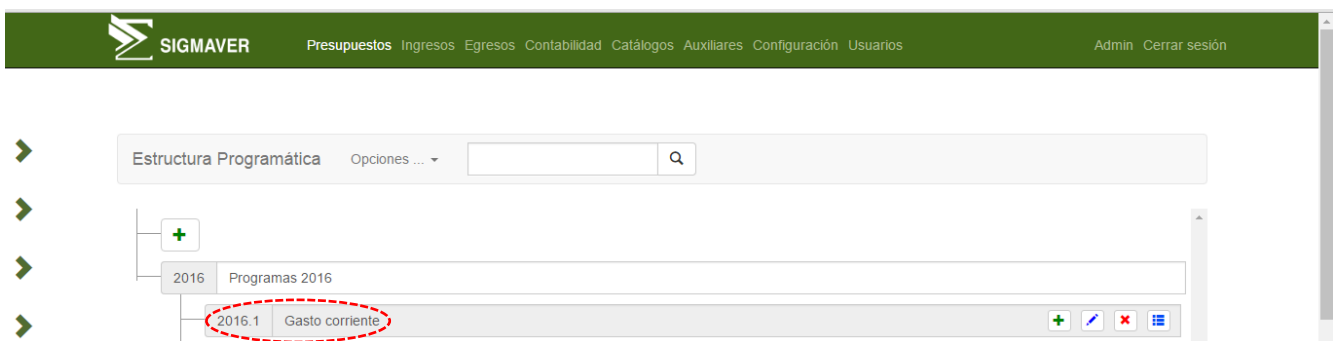 SIGMAVER Presupuestos Ingresos Egresos Contabilidad Catálogos Auxiliares Configuración Usuarios Admin Cerrar sesión
Estructura Programática Opciones ...
2016 Programas 2016
2016.1 Gasto corriente